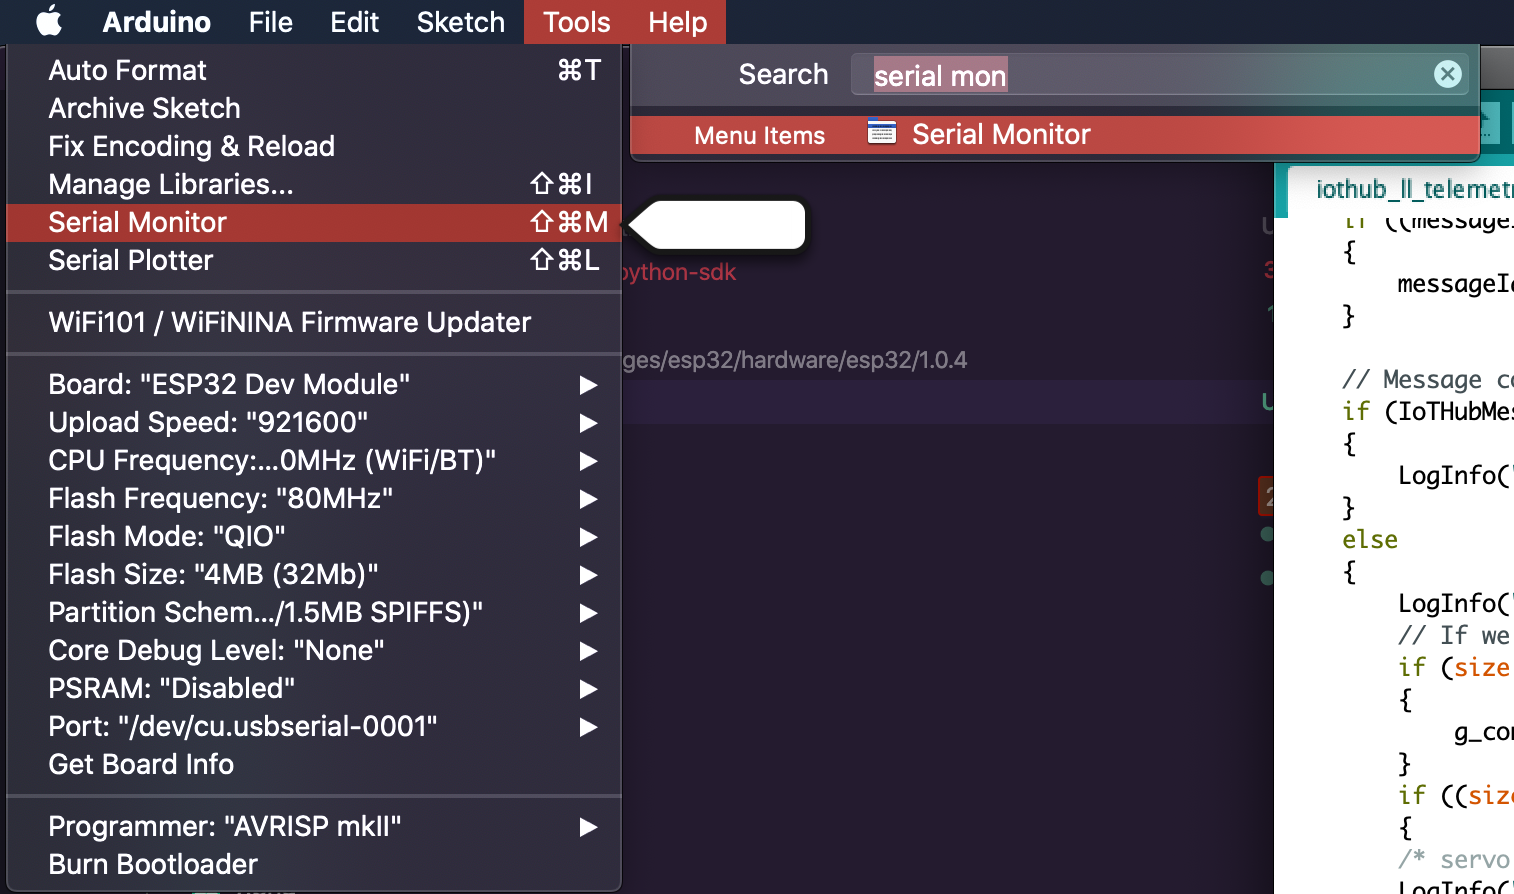 Arduino File Edit Sketch Tools Help
Auto Format ⌘T
Archive Sketch
Fix Encoding & Reload
Manage Libraries... ⇧⌘I
Serial Monitor ⇧⌘M
Serial Plotter ⇧⌘L
WiFi101 / WiFiNINA Firmware Updater
Board: "ESP32 Dev Module"
Upload Speed: "921600"
CPU Frequency:...0MHz (WiFi/BT)"
Flash Frequency: "80MHz"
Flash Mode: "QIO"
Flash Size: "4MB (32Mb)"
Partition Schem.../1.5MB SPIFFS)"
Core Debug Level: "None"
PSRAM: "Disabled"
Port: "/dev/cu.usbserial-0001"
Get Board Info
Programmer: "AVRISP mkII"
Burn Bootloader
Search serial mon
Menu Items Serial Monitor
python-sdk
ges/esp32/hardware/esp32/1.0.4
iothub_ll_telemetr
if ((message
{
messageI
}
// Message c
if (IoTHubMes
{
LogInfo(
}
else
{
LogInfo(
// If we
if (size
{
g_con
}
if ((siz
{
/* servo
LogInfo(